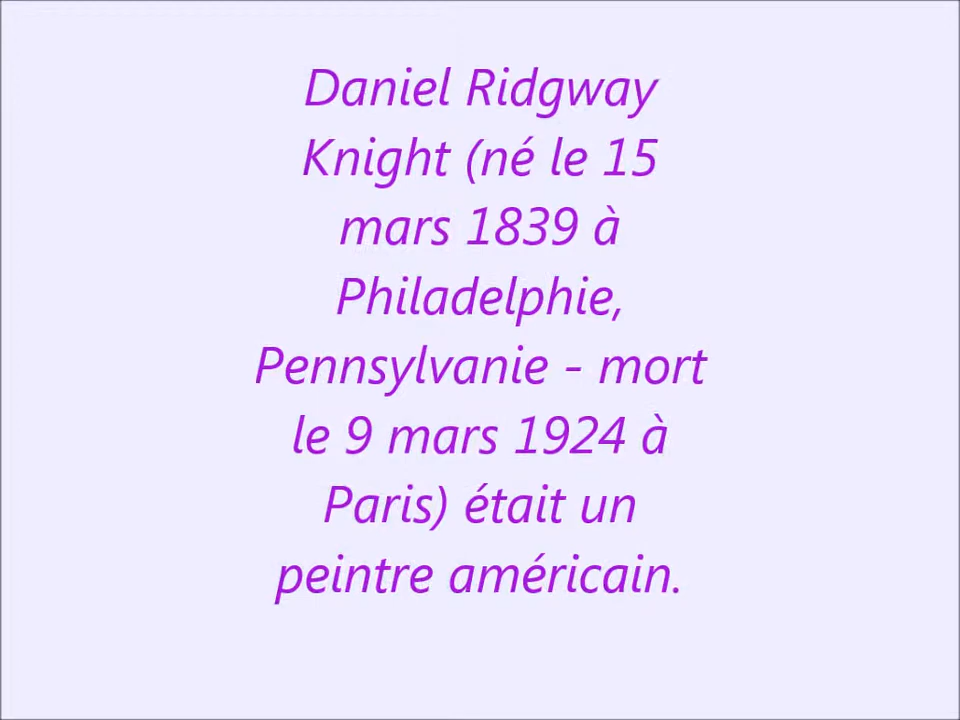 Daniel Ridgway
Knight (né le 15
mars 1839 à
Philadelphie,
Pennsylvanie - mort
le 9 mars 1924 à
Paris) était un
peintre américain.